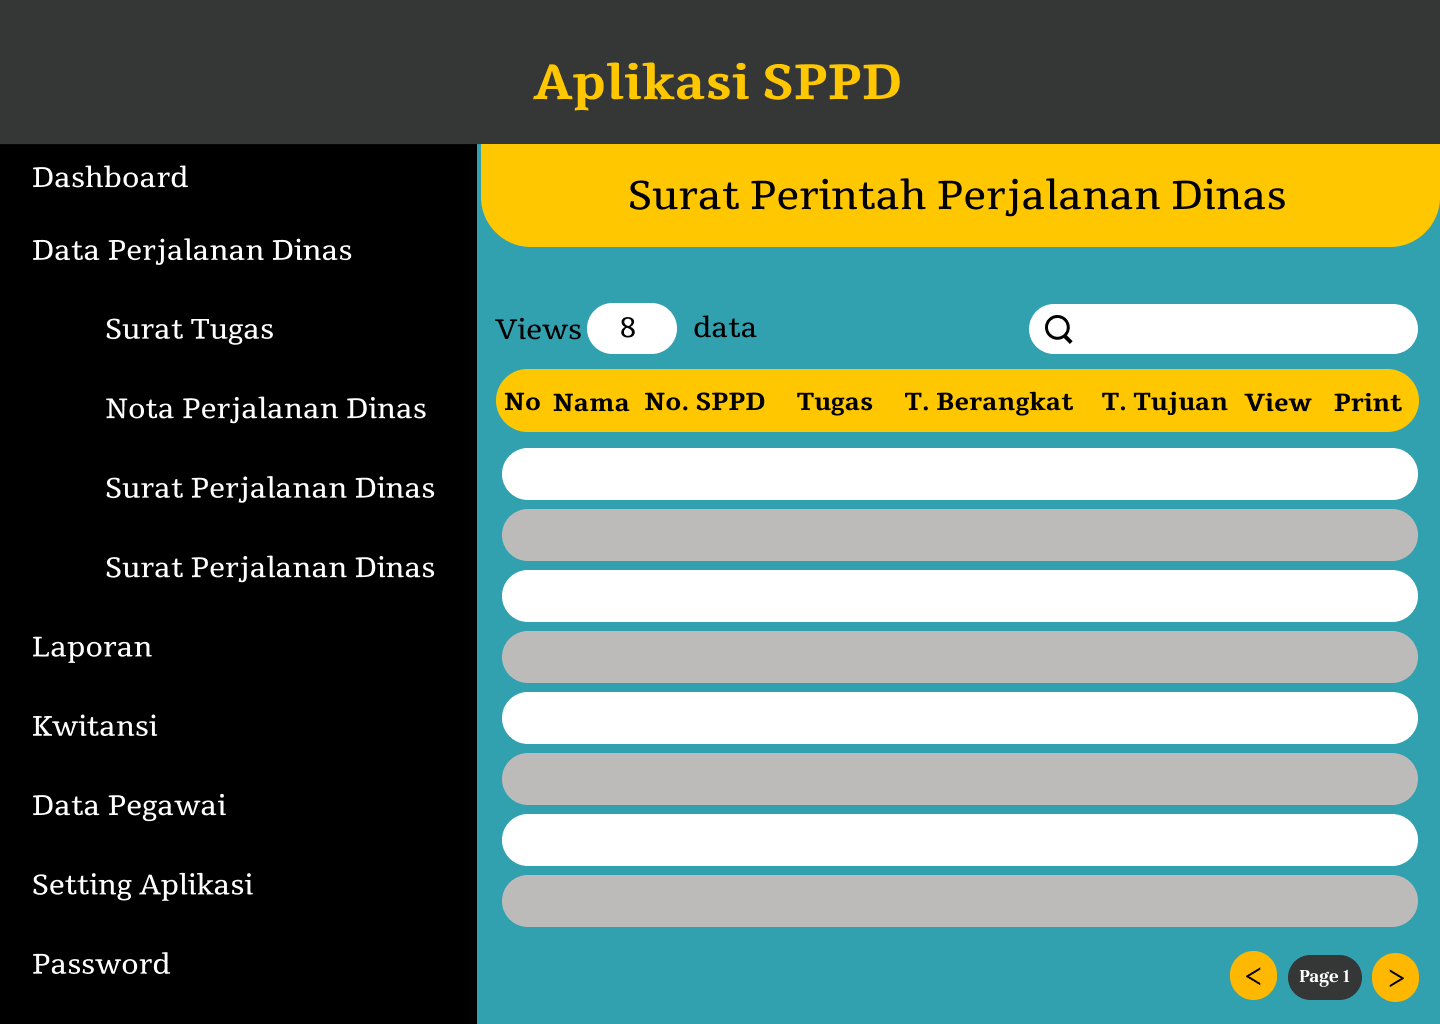 Aplikasi SPPD
Dashboard
Data Perjalanan Dinas
Surat Tugas
Nota Perjalanan Dinas
Surat Perjalanan Dinas
Surat Perjalanan Dinas
Laporan
Kwitansi
Data Pegawai
Setting Aplikasi
Password
Surat Perintah Perjalanan Dinas
Views 8 data
No Nama No. SPPD Tugas T. Berangkat T. Tujuan View Print
< Page 1 >